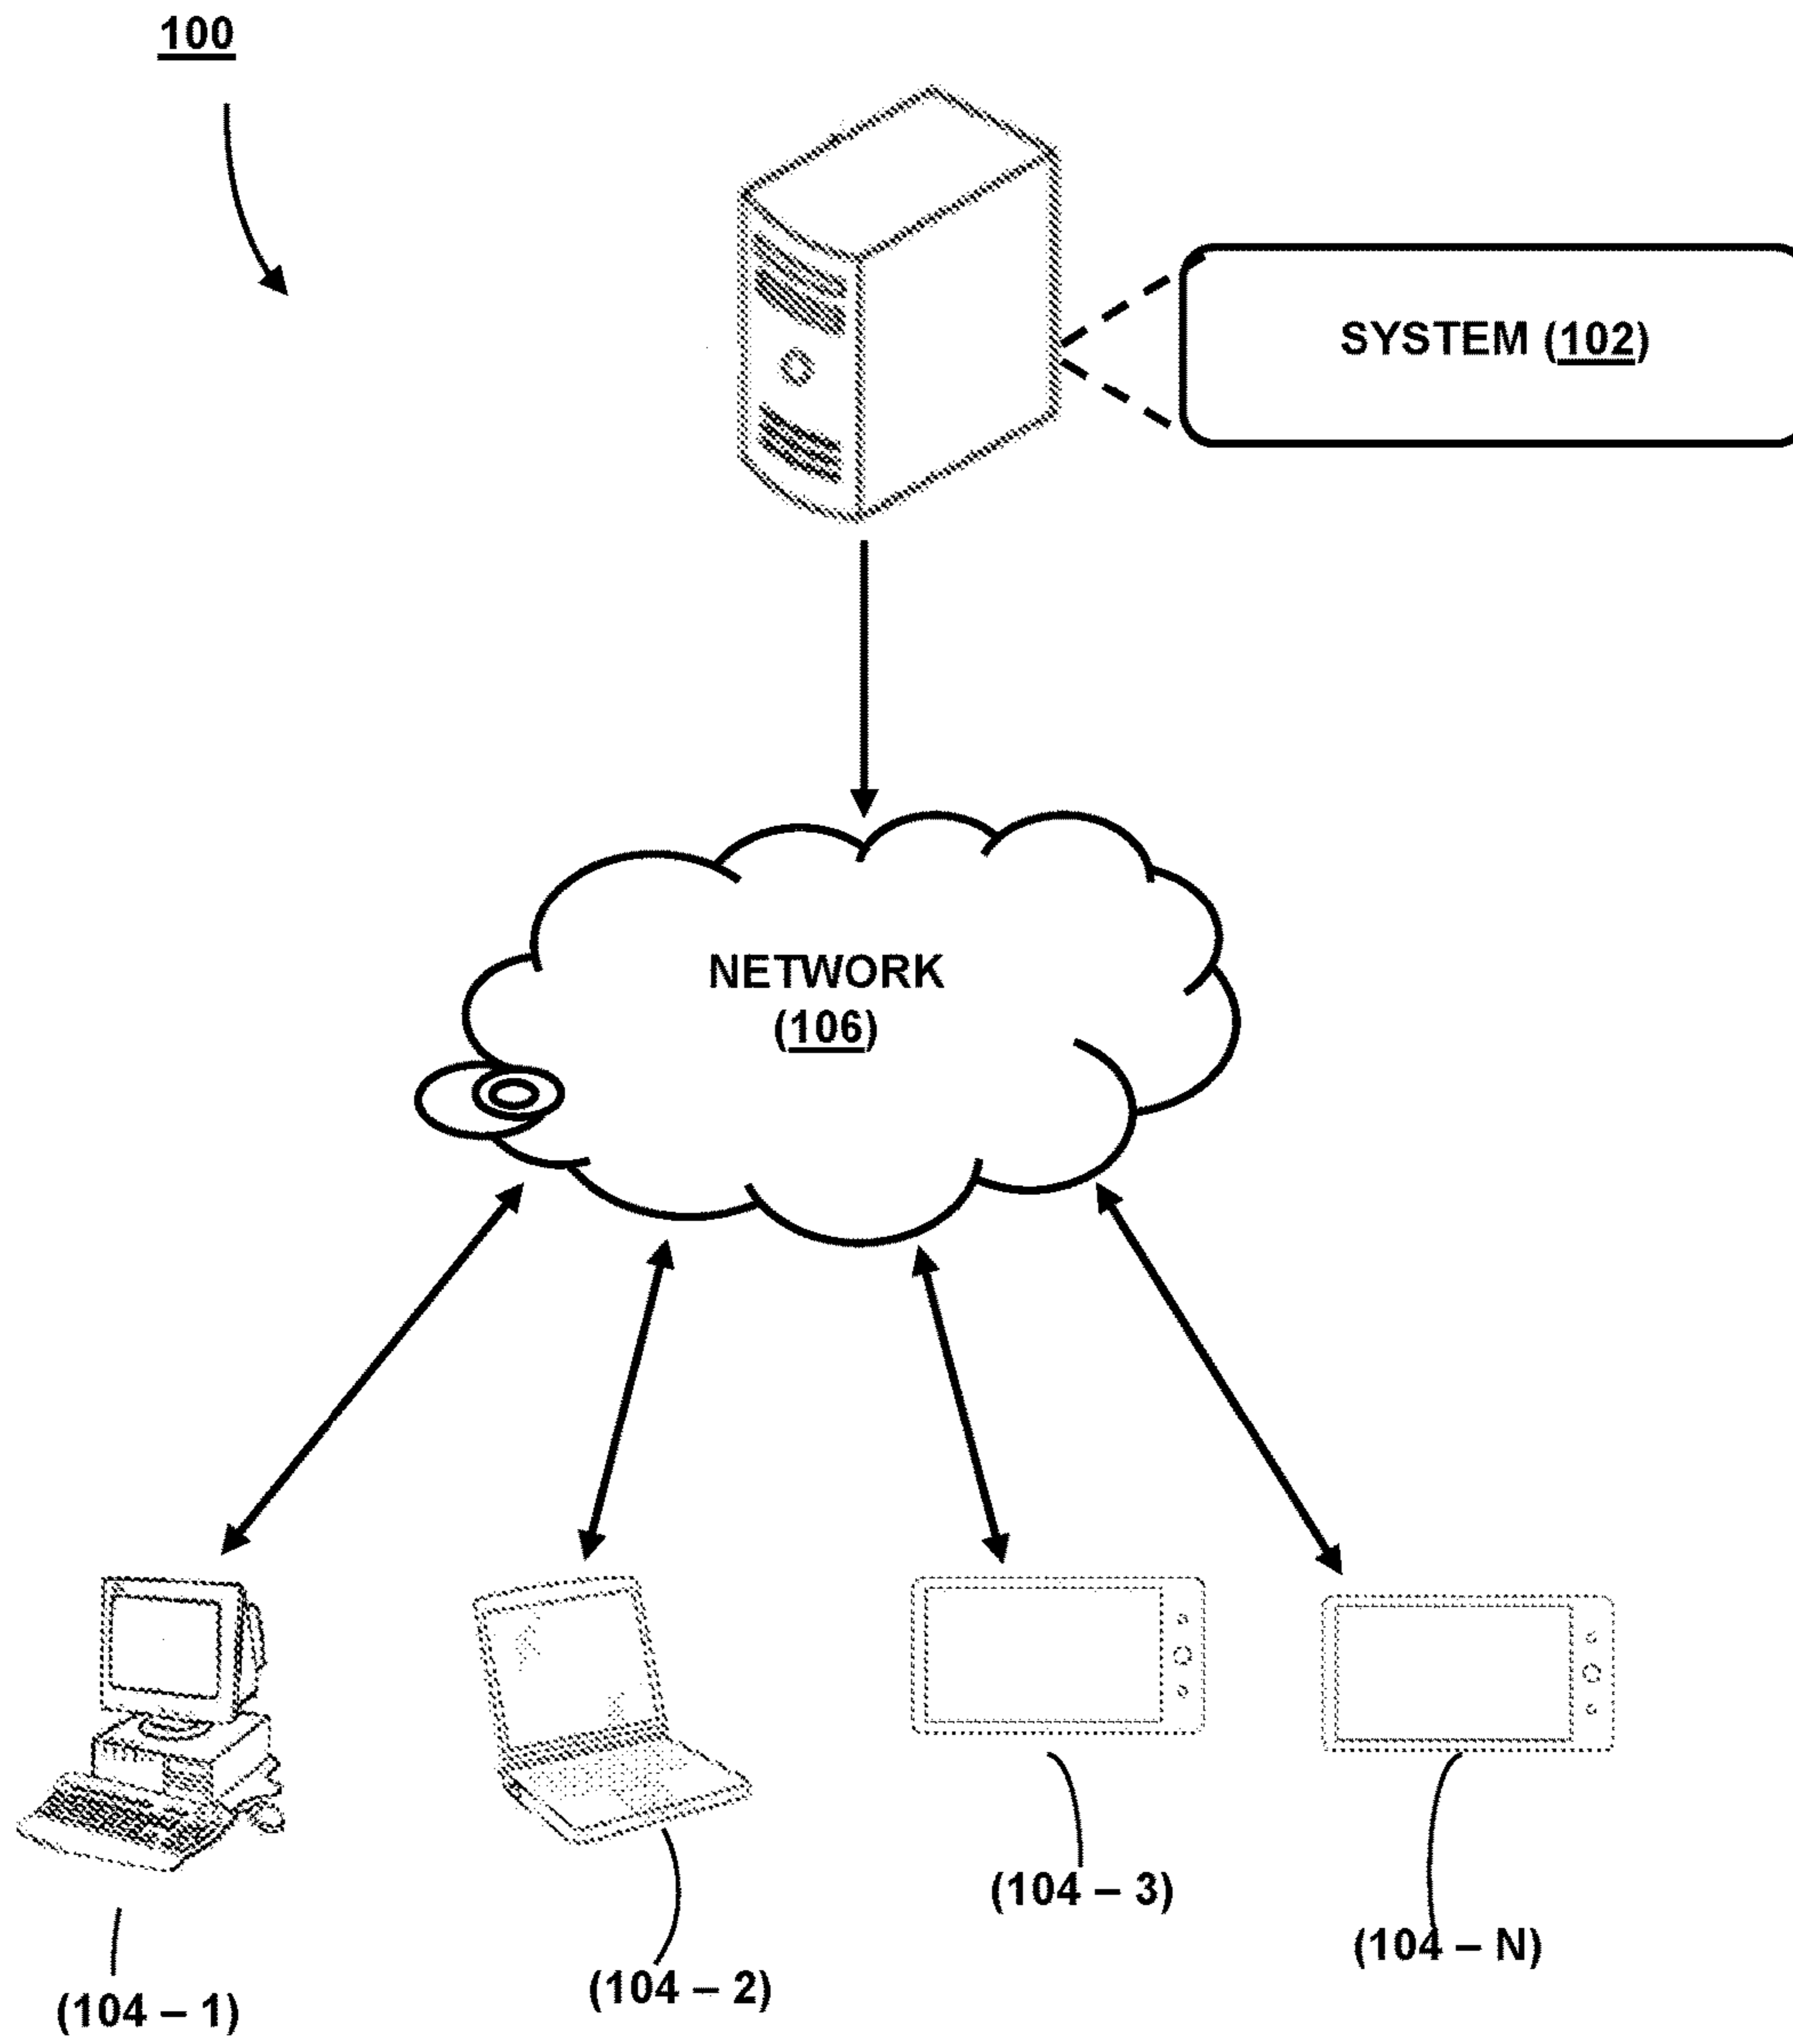 100
SYSTEM (102)
NETWORK
(106)
(104 – 3)
(104 – N)
(104 – 2)
(104 – 1)